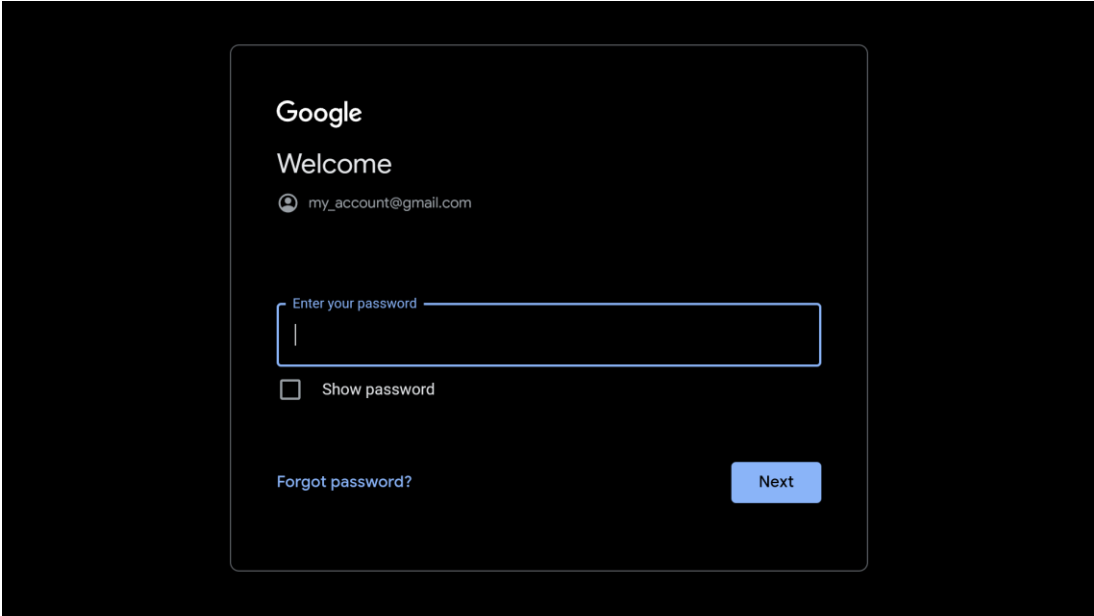 Google
Welcome
my_account@gmail.com
Enter your password
Show password
Forgot password?
Next